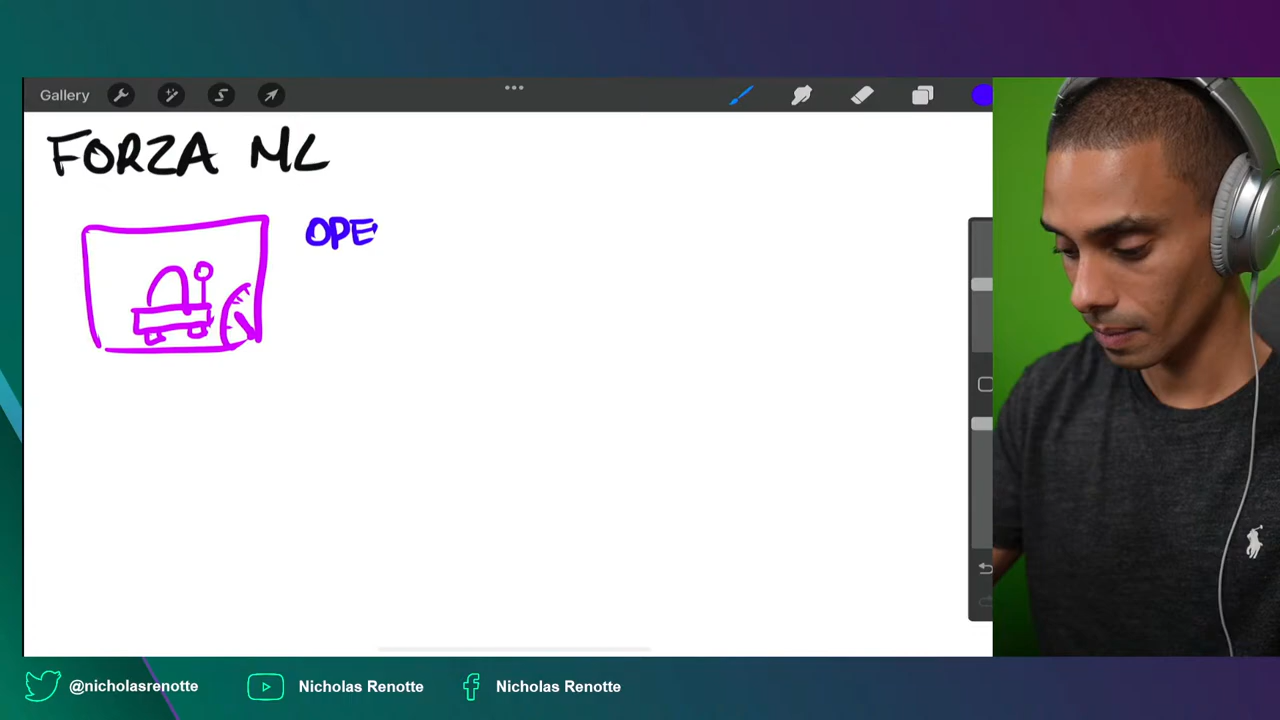 Gallery
FORZA ML
OPE
@nicholasrenotte
Nicholas Renotte
Nicholas Renotte